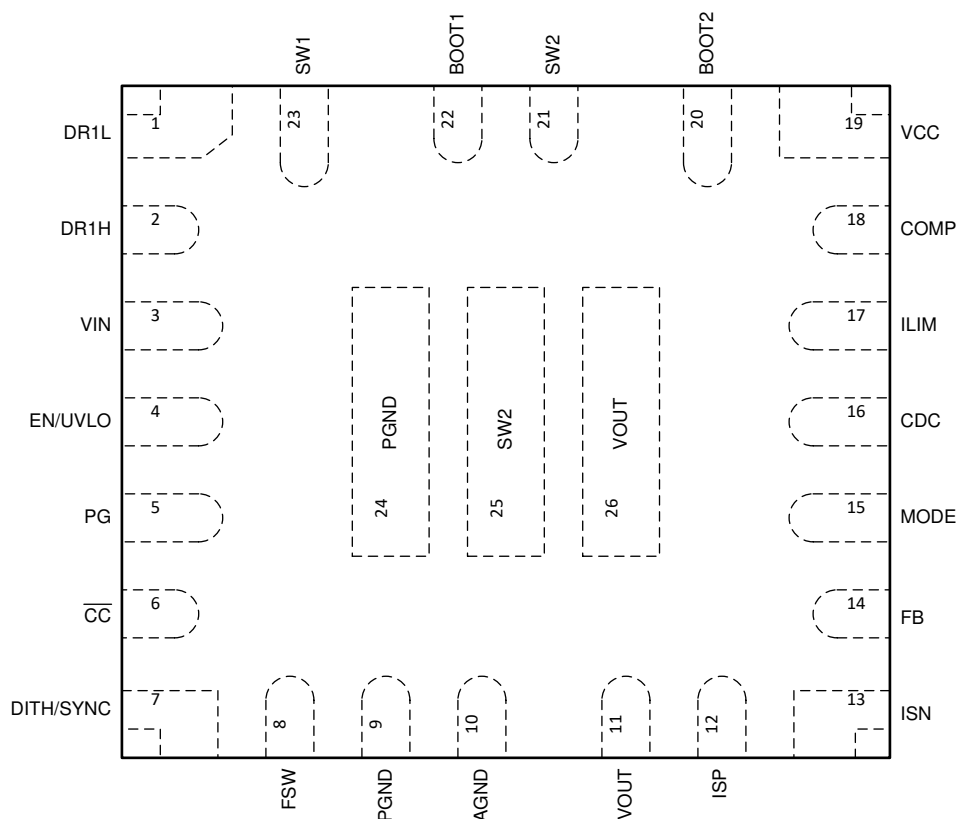 SW1
BOOT1
SW2
BOOT2
DR1L
1
23
22
21
20
19
VCC
DR1H
2
18
COMP
VIN
3
17
ILIM
EN/UVLO
4
16
CDC
PGND
SW2
VOUT
PG
5
24
25
26
15
MODE
C̅C̅
6
14
FB
DITH/SYNC
7
8
9
10
11
12
13
ISN
FSW
PGND
AGND
VOUT
ISP